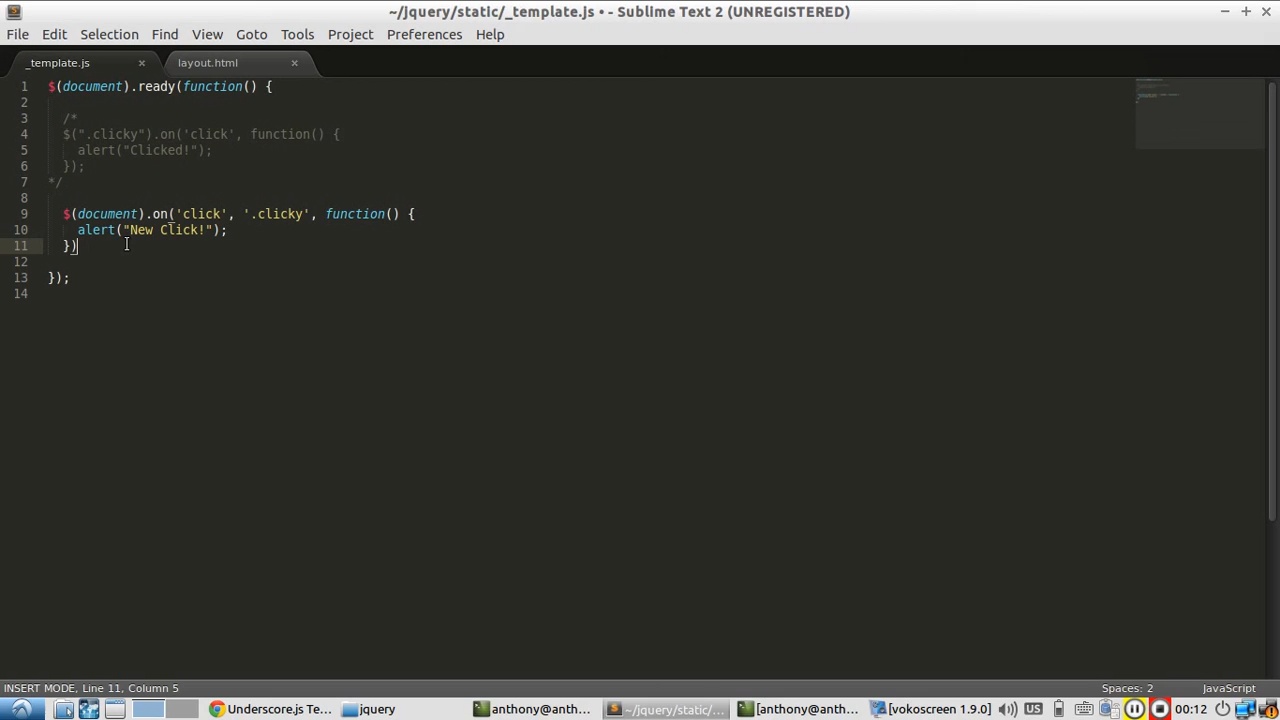 ~/jquery/static/_template.js • - Sublime Text 2 (UNREGISTERED)
File Edit Selection Find View Goto Tools Project Preferences Help
_template.js × layout.html ×
1 $(document).ready(function() {
2
3 /*
4 $(".clicky").on('click', function() {
5 alert("Clicked!");
6 });
7 */
8
9 $(document).on('click', '.clicky', function() {
10 alert("New Click!");
11 })
12
13 });
14
INSERT MODE, Line 11, Column 5 Spaces: 2 JavaScript
Underscore.js Te... jquery anthony@anth... ~/jquery/static/... [anthony@anth... [vokoscreen 1.9.0] US 00:12